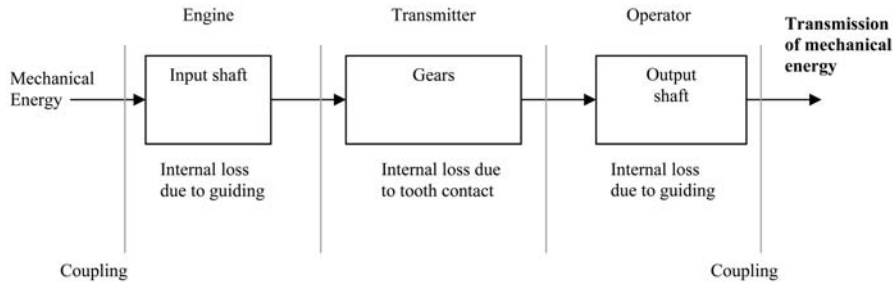 Engine
Transmitter
Operator
Transmission
of mechanical
energy
Mechanical
Energy
Input shaft
Gears
Output
shaft
Internal loss
due to guiding
Internal loss due
to tooth contact
Internal loss
due to guiding
Coupling
Coupling